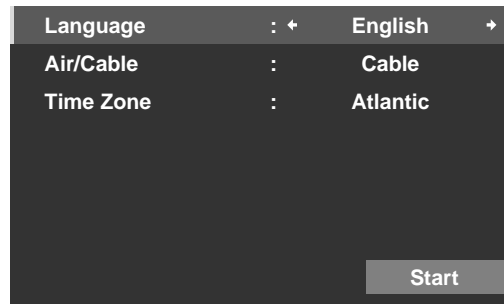 Language : English
Air/Cable : Cable
Time Zone : Atlantic
Start